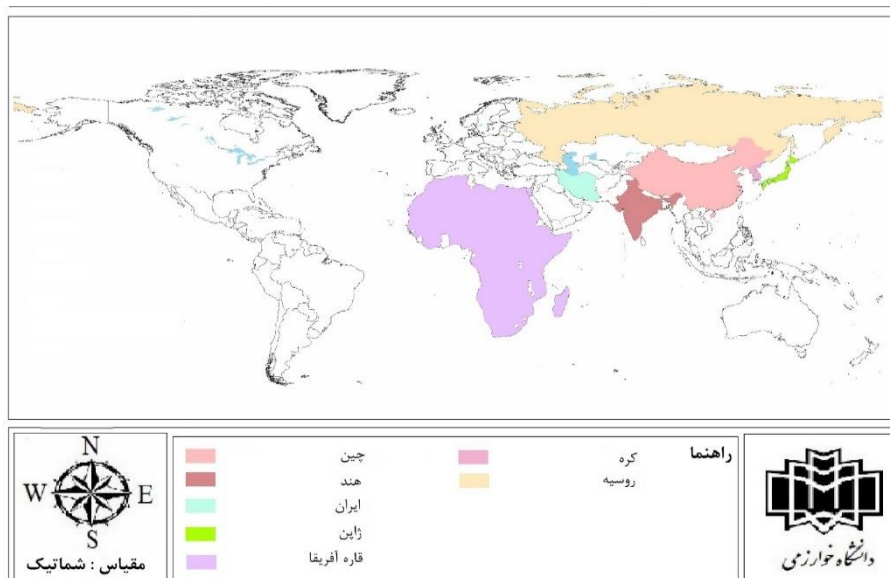 N
W E
S
مقیاس : شماتیک
راهنما
چین
هند
ایران
ژاپن
قاره آفریقا
کره
روسیه
دانشگاه خوارزمی